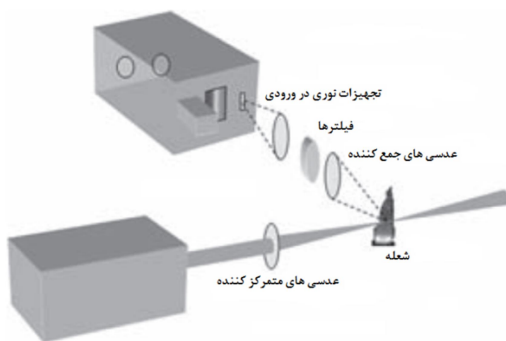 تجهیزات نوری در ورودی
فیلترها
عدسی های جمع کننده
شعله
عدسی های متمرکز کننده